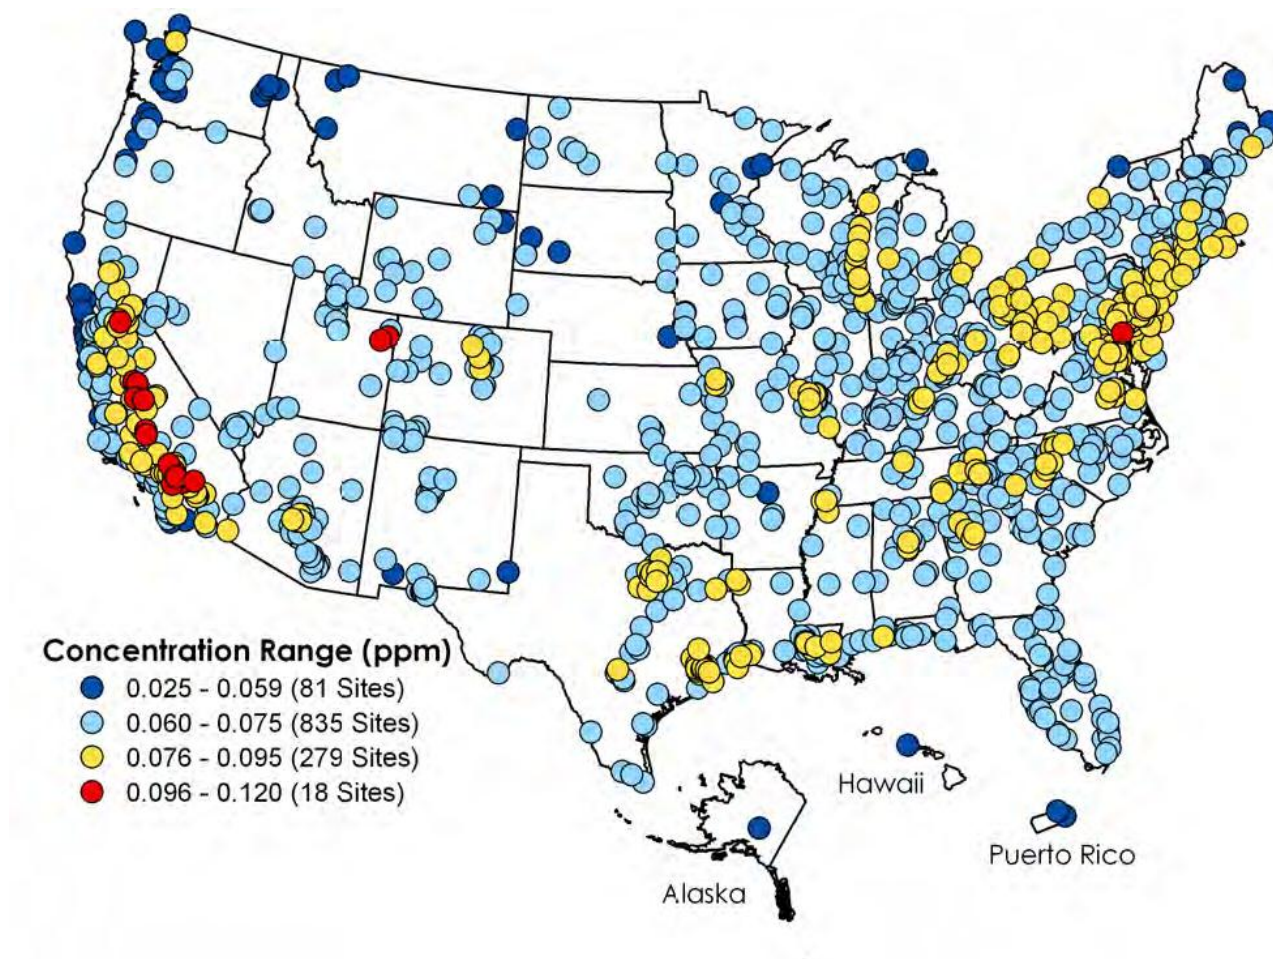 Concentration Range (ppm)
0.025 - 0.059 (81 Sites)
0.060 - 0.075 (835 Sites)
0.076 - 0.095 (279 Sites)
0.096 - 0.120 (18 Sites)
Hawaii
Puerto Rico
Alaska